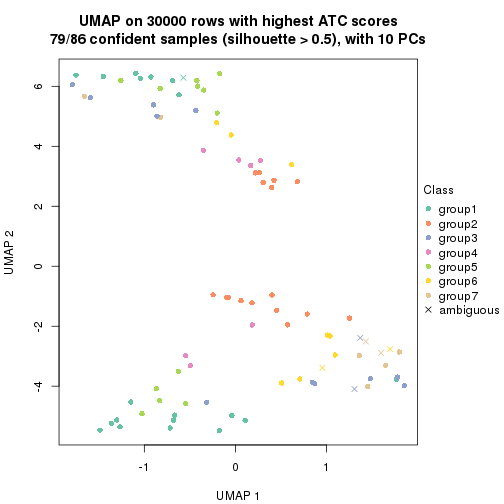 UMAP on 30000 rows with highest ATC scores
79/86 confident samples (silhouette > 0.5), with 10 PCs
6
4
2
0
-2
-4
-1
0
1
UMAP 2
UMAP 1
Class
group1
group2
group3
group4
group5
group6
group7
ambiguous